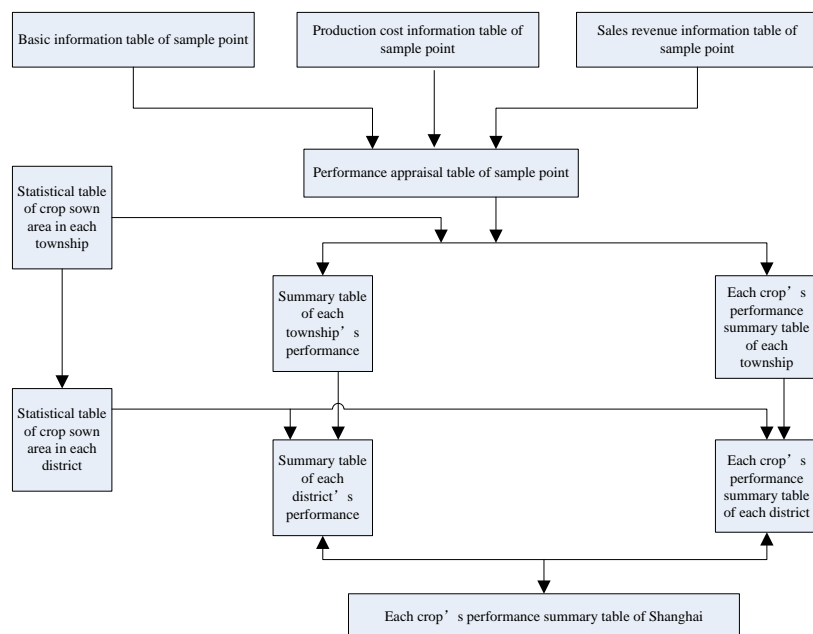 Basic information table of sample point
Production cost information table of
sample point
Sales revenue information table of
sample point
Performance appraisal table of sample point
Statistical table
of crop sown
area in each
township
Summary table
of each
township’s
performance
Each crop’s
performance
summary table
of each
township
Statistical table
of crop sown
area in each
district
Summary table
of each
district’s
performance
Each crop’s
performance
summary table
of each district
Each crop’s performance summary table of Shanghai